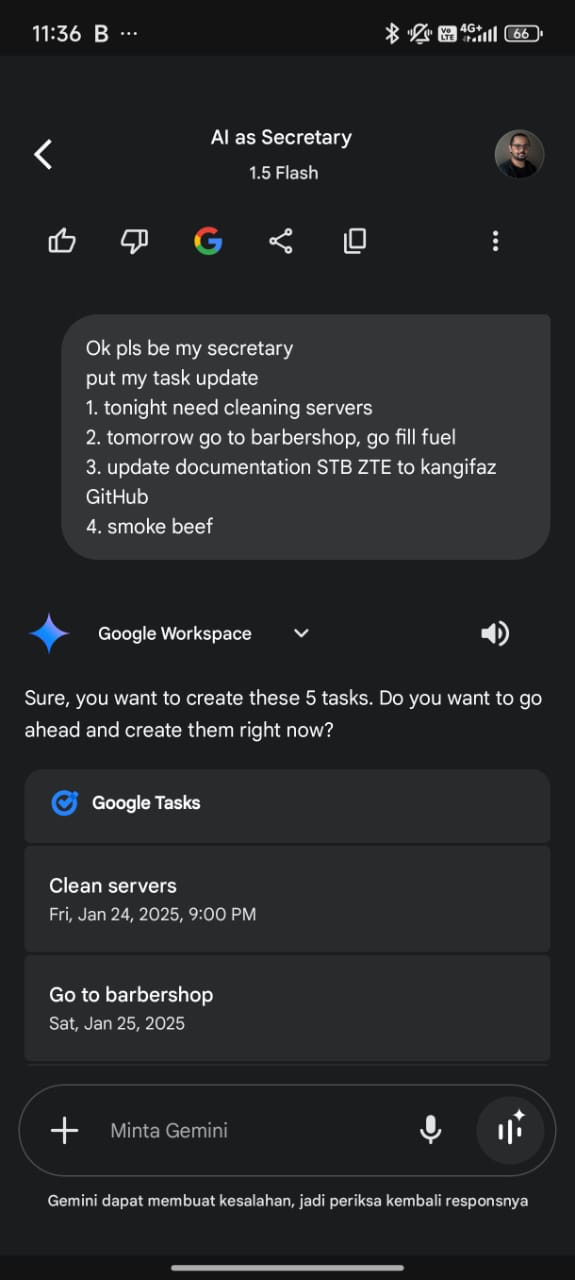 11:36 B ...
Vo LTE 4G+ 66
AI as Secretary
1.5 Flash
Ok pls be my secretary
put my task update
1. tonight need cleaning servers
2. tomorrow go to barbershop, go fill fuel
3. update documentation STB ZTE to kangifaz
GitHub
4. smoke beef
Google Workspace
Sure, you want to create these 5 tasks. Do you want to go
ahead and create them right now?
Google Tasks
Clean servers
Fri, Jan 24, 2025, 9:00 PM
Go to barbershop
Sat, Jan 25, 2025
Minta Gemini
Gemini dapat membuat kesalahan, jadi periksa kembali responsnya